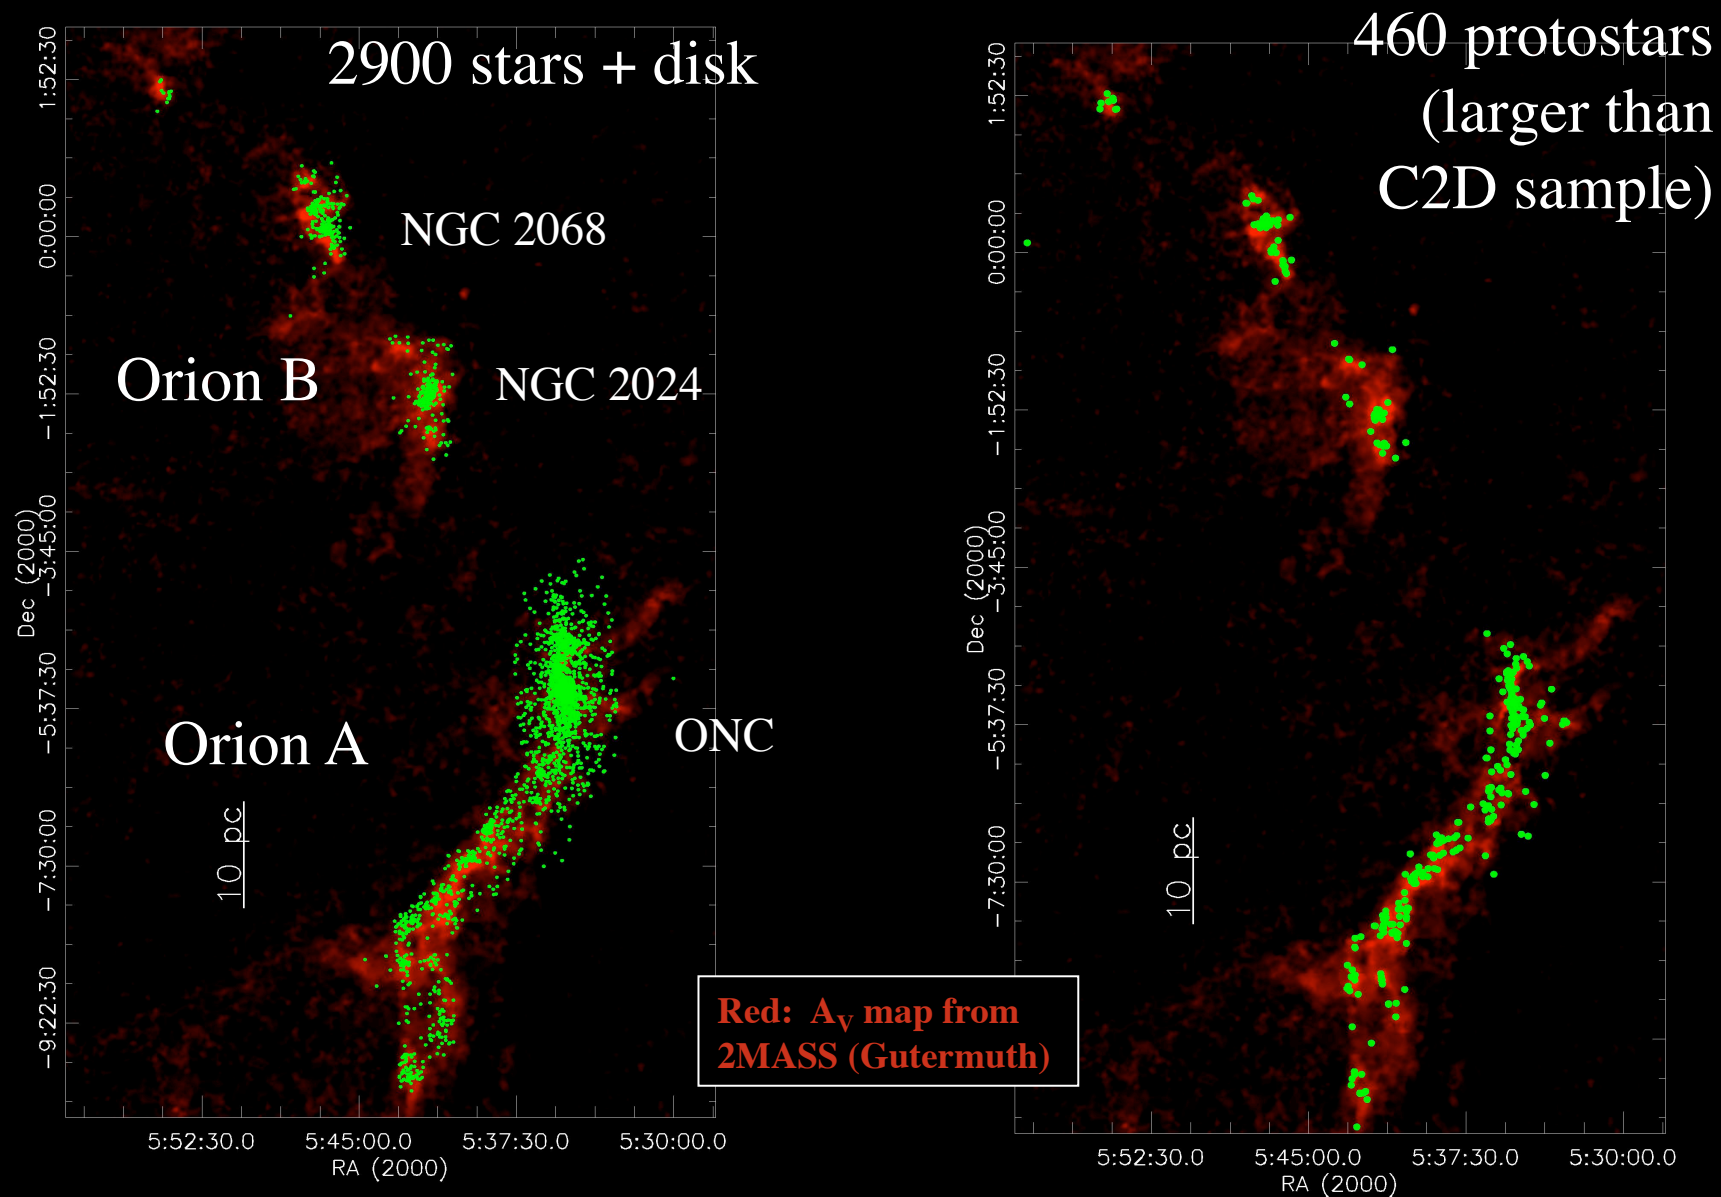 2900 stars + disk
460 protostars
(larger than
C2D sample)
NGC 2068
Orion B
NGC 2024
Orion A
ONC
10 pc
Dec (2000)
1:52:30
0:00:00
−1:52:30
−3:45:00
−5:37:30
−7:30:00
−9:22:30
5:52:30.0 5:45:00.0 5:37:30.0 5:30:00.0
RA (2000)
Red: AV map from
2MASS (Gutermuth)
10 pc
Dec (2000)
1:52:30
0:00:00
−1:52:30
−3:45:00
−5:37:30
−7:30:00
5:52:30.0 5:45:00.0 5:37:30.0 5:30:00.0
RA (2000)